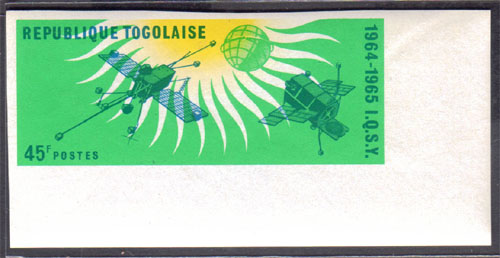 REPUBLIQUE TOGOLAISE
1964-1965 I.Q.S.Y.
45F POSTES